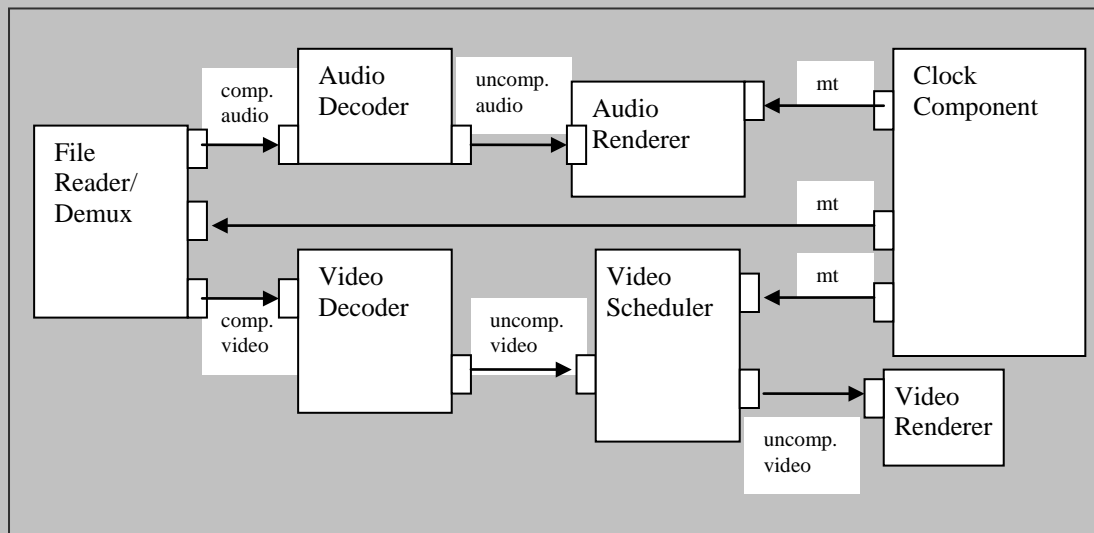 File
Reader/
Demux
comp.
audio
Audio
Decoder
uncomp.
audio
Audio
Renderer
mt
Clock
Component
mt
comp.
video
Video
Decoder
uncomp.
video
Video
Scheduler
mt
uncomp.
video
Video
Renderer